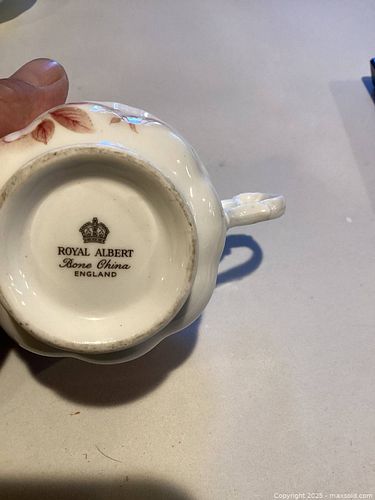 ROYAL ALBERT
Bone China
ENGLAND
Copyright 2025 - maxsold.com